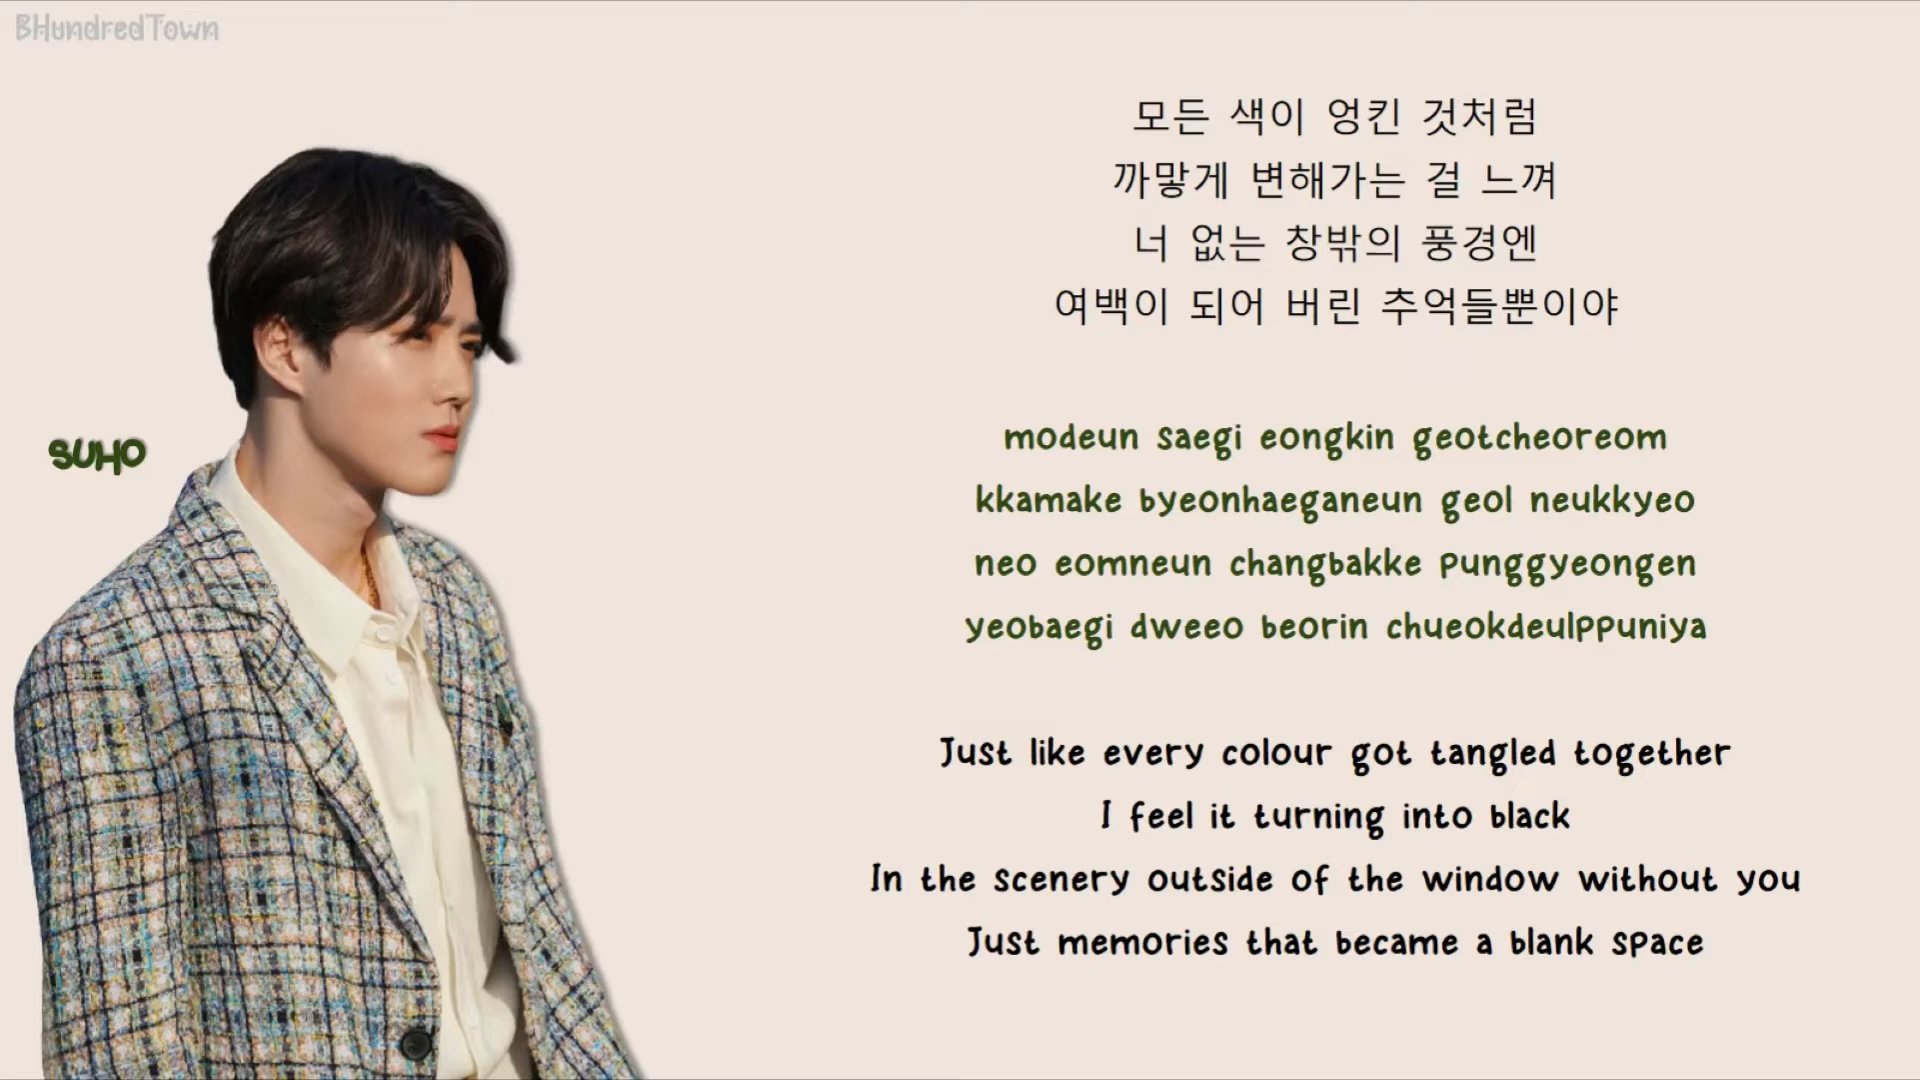 BHundredTown
모든 색이 엉킨 것처럼
까맣게 변해가는 걸 느껴
너 없는 창밖의 풍경엔
여백이 되어 버린 추억들뿐이야
SUHO
modeun saegi eongkin geotcheoreom
kkamake byeonhaeganeun geol neukkyeo
neo eomneun changbakke punggyeongen
yeobaegi dweeo beorin chueokdeulppuniya
Just like every colour got tangled together
I feel it turning into black
In the scenery outside of the window without you
Just memories that became a blank space